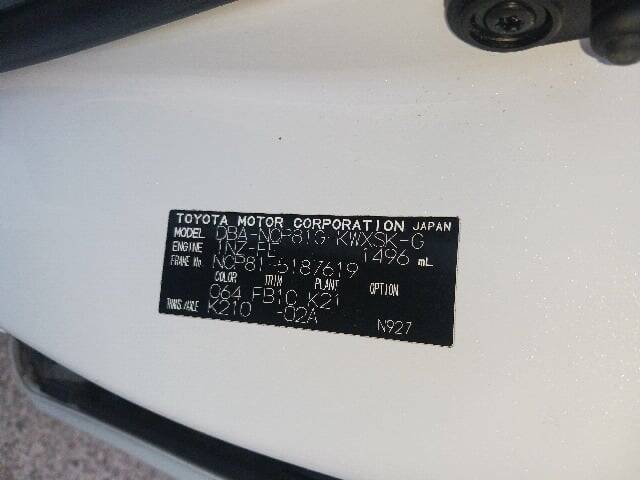 TOYOTA MOTOR CORPORATION JAPAN
MODEL DBA-NCP81G-KWXSK-G
ENGINE 1NZ-FE 1496 mL
FRAME No. NCP81-5187619
COLOR TRIM PLANT OPTION
064 FB10 K21
TRANS/AXLE K210 -02A N927